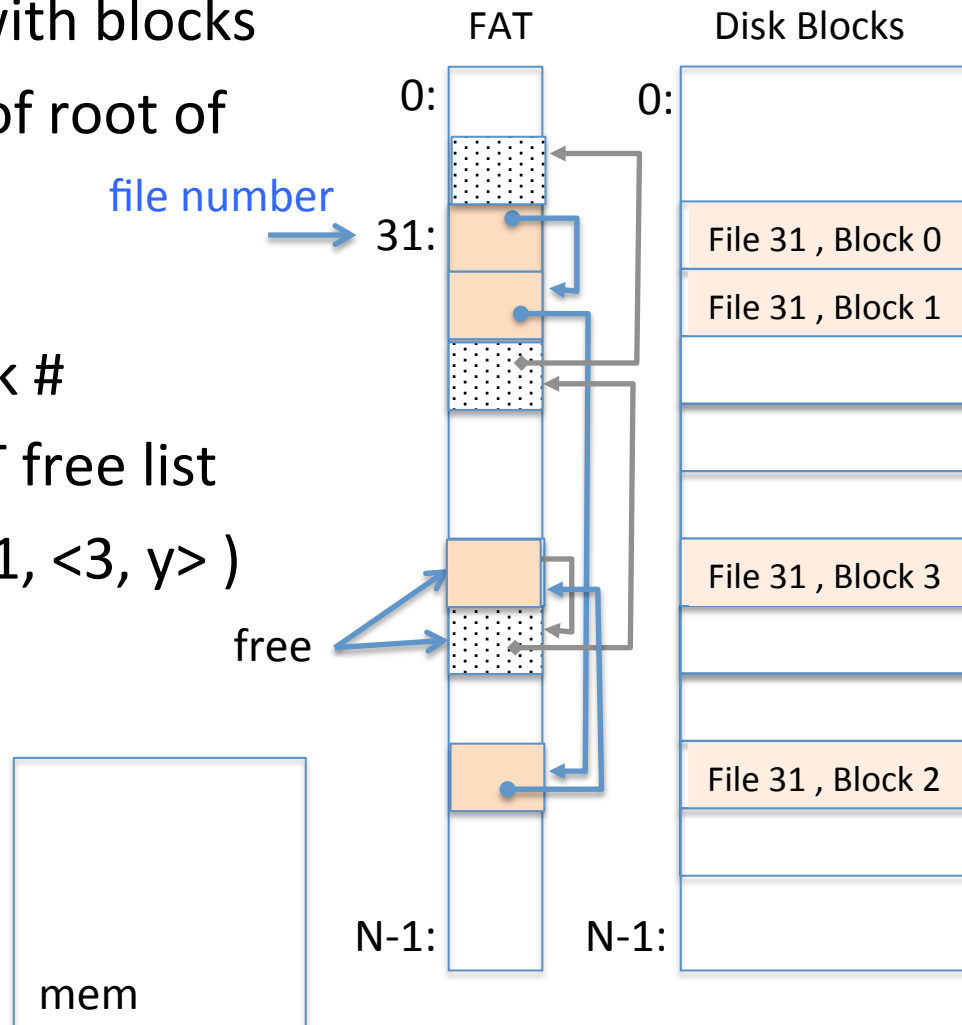 with blocks
of root of
file number
k #
free list
1, <3, y> )
free
mem
FAT
0:
31:
N-1:
Disk Blocks
0:
File 31 , Block 0
File 31 , Block 1
File 31 , Block 3
File 31 , Block 2
N-1: